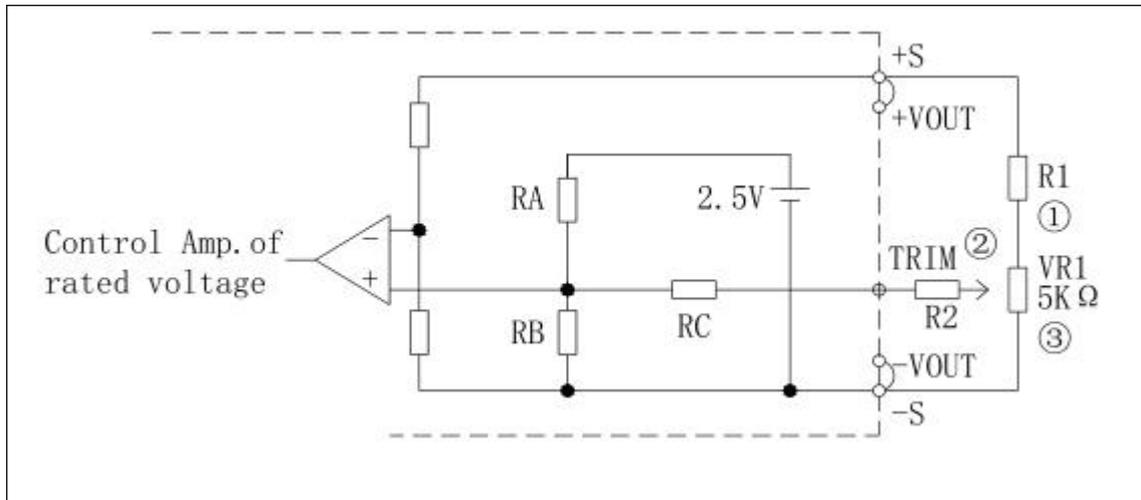 +S
+VOUT
RA
2.5V
R1
①
Control Amp.of
rated voltage
−
+
TRIM
②
VR1
5KΩ
③
R2
RB
RC
-VOUT
-S